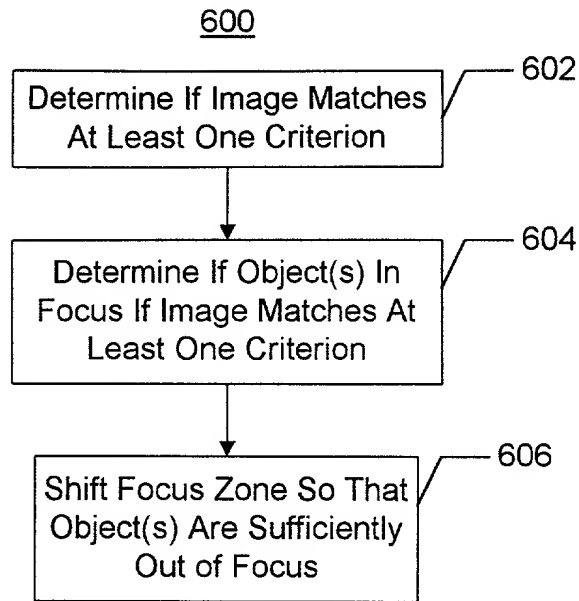 600
602
Determine If Image Matches
At Least One Criterion
604
Determine If Object(s) In
Focus If Image Matches At
Least One Criterion
606
Shift Focus Zone So That
Object(s) Are Sufficiently
Out of Focus